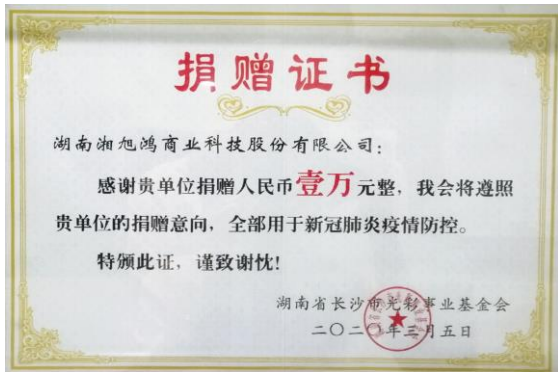 捐赠证书
湖南湘旭鸿商业科技股份有限公司：
感谢贵单位捐赠人民币壹万元整，我会将遵照
贵单位的捐赠意向，全部用于新冠肺炎疫情防控。
特颁此证，谨致谢忱！
湖南省长沙市光彩事业基金会
二〇二〇年三月五日